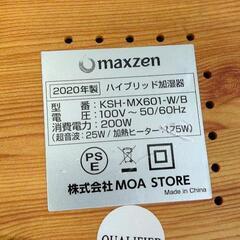 maxzen
2020年製 ハイブリッド加湿器
型 番：KSH-MX601-W/B
電 圧：100V～50/60Hz
消費電力：200W
(超音波：25W / 加熱ヒーター：175W)
PS
E
株式会社 MOA STORE
Made in China
QUALIFIED